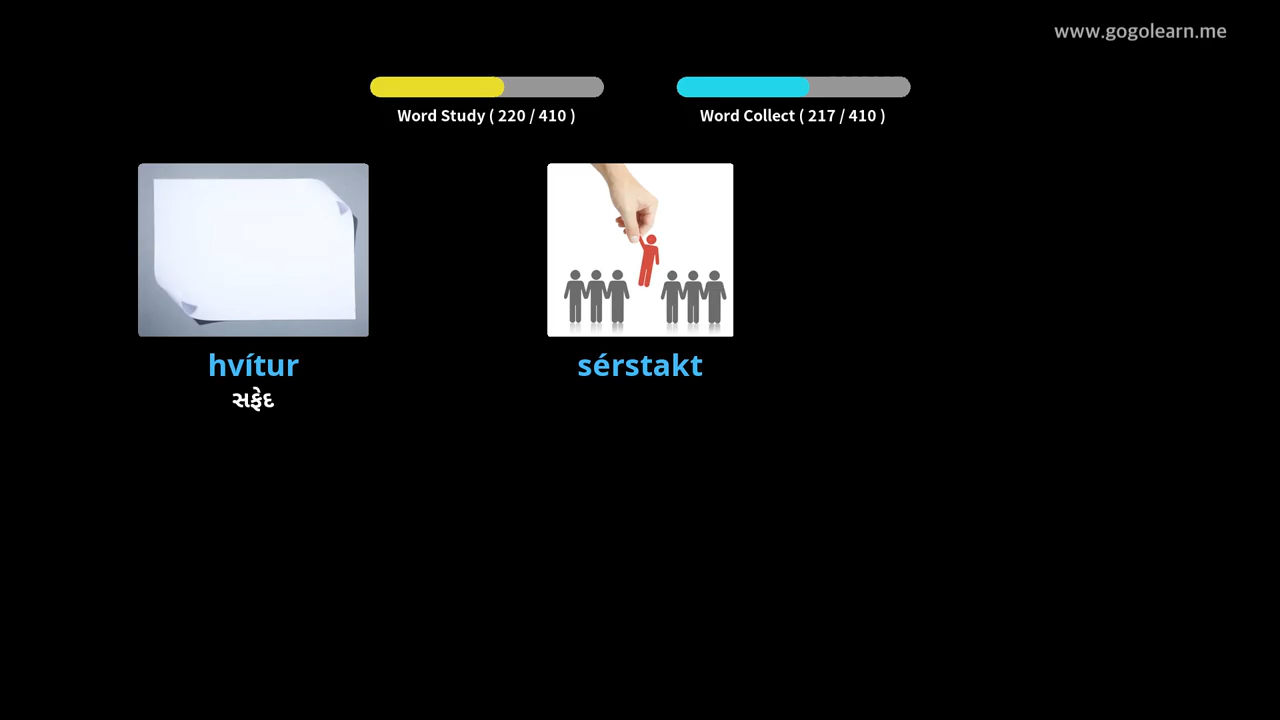 www.gogolearn.me
Word Study ( 220 / 410 )
Word Collect ( 217 / 410 )
hvítur
સફેદ
sérstakt